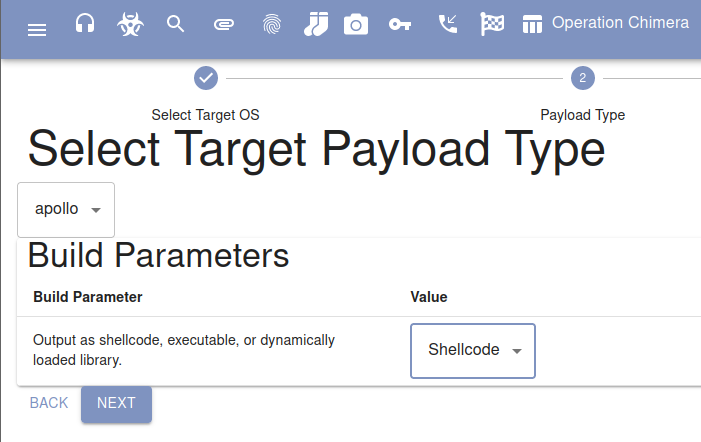 Operation Chimera
2
Select Target OS
Payload Type
Select Target Payload Type
apollo
Build Parameters
Build Parameter
Value
Output as shellcode, executable, or dynamically
loaded library.
Shellcode
BACK
NEXT